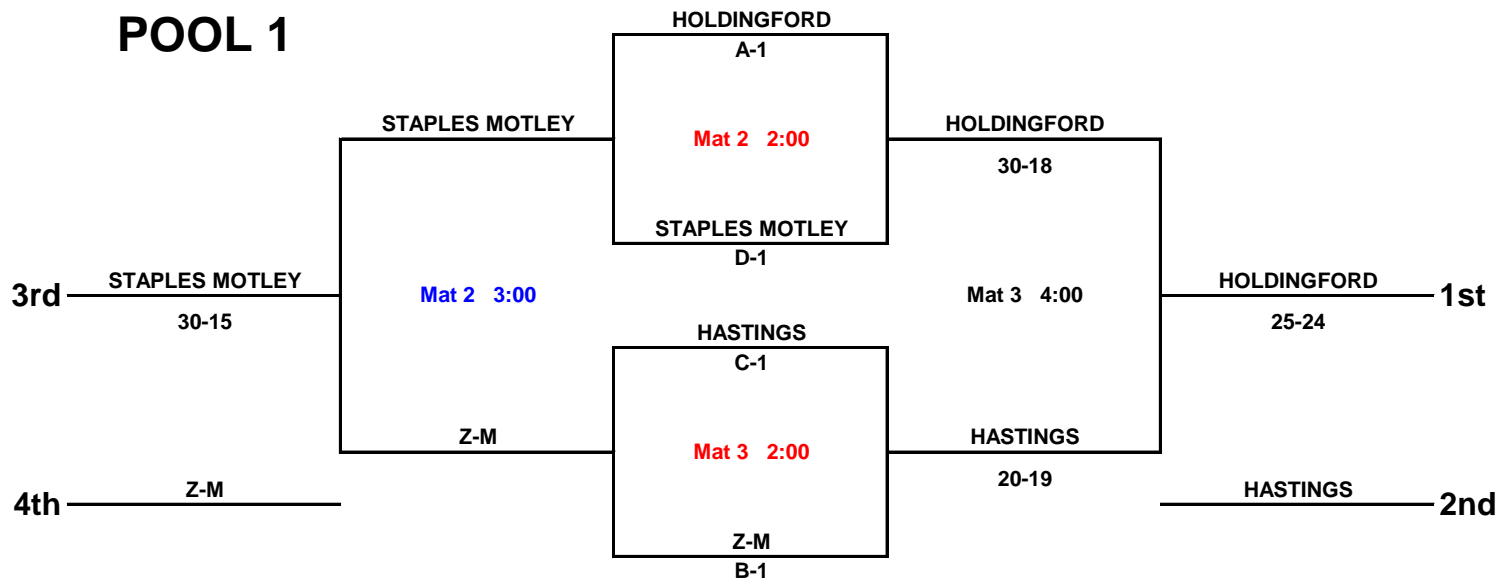 POOL 1
HOLDINGFORD
A-1
STAPLES MOTLEY
Mat 2 2:00
HOLDINGFORD
30-18
STAPLES MOTLEY
D-1
3rd
STAPLES MOTLEY
30-15
Mat 2 3:00
Mat 3 4:00
HOLDINGFORD
25-24
1st
HASTINGS
C-1
Z-M
Mat 3 2:00
HASTINGS
20-19
4th
Z-M
HASTINGS
2nd
Z-M
B-1